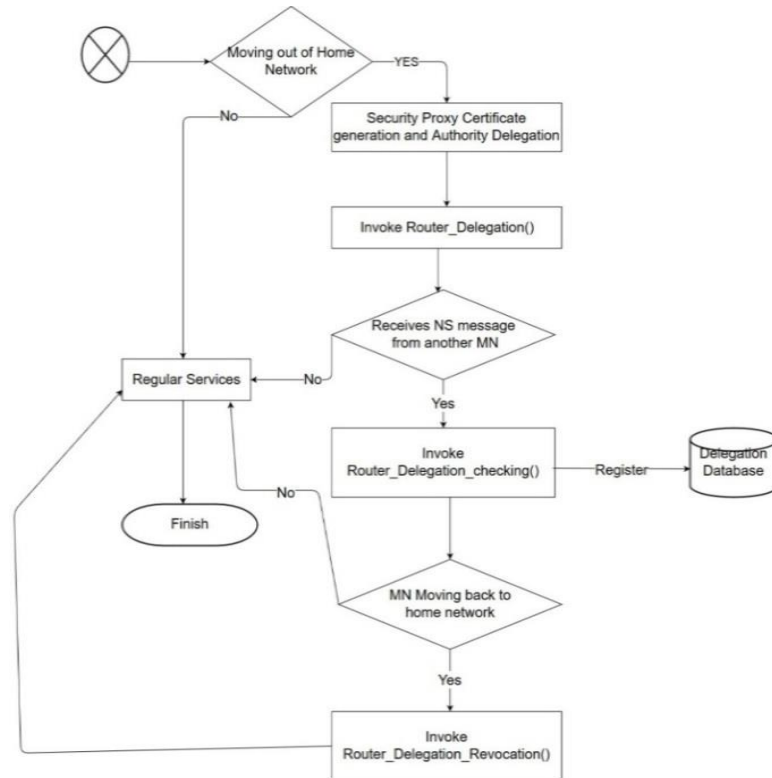 Moving out of Home
Network
YES
No
Security Proxy Certificate
generation and Authority Delegation
Invoke Router_Delegation()
Receives NS message
from another MN
No
Yes
Regular Services
Invoke
Router_Delegation_checking()
Register
Delegation
Database
No
Finish
MN Moving back to
home network
Yes
Invoke
Router_Delegation_Revocation()